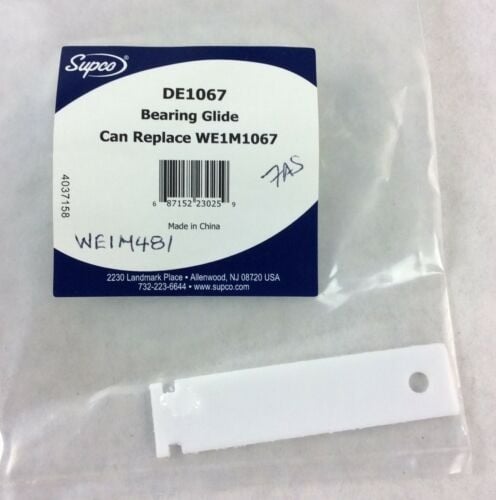 Supco®
DE1067
Bearing Glide
Can Replace WE1M1067
7AS
4037158
6 87152 23025 9
Made in China
WE1M481
2230 Landmark Place • Allenwood, NJ 08720 USA
732-223-6644 • www.supco.com